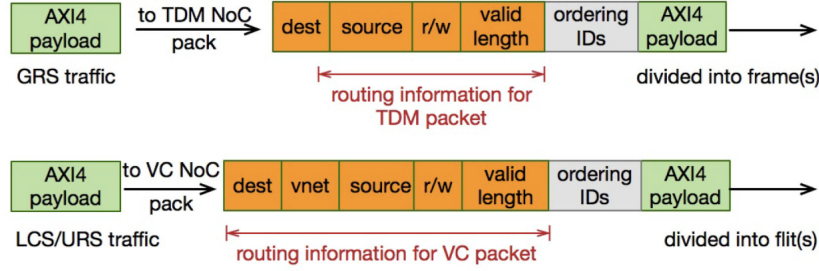 AXI4 payload
to TDM NoC
pack
dest source r/w valid length ordering IDs AXI4 payload
GRS traffic
divided into frame(s)
routing information for
TDM packet
AXI4 payload
to VC NoC
pack
dest vnet source r/w valid length ordering IDs AXI4 payload
LCS/URS traffic
divided into flit(s)
routing information for VC packet